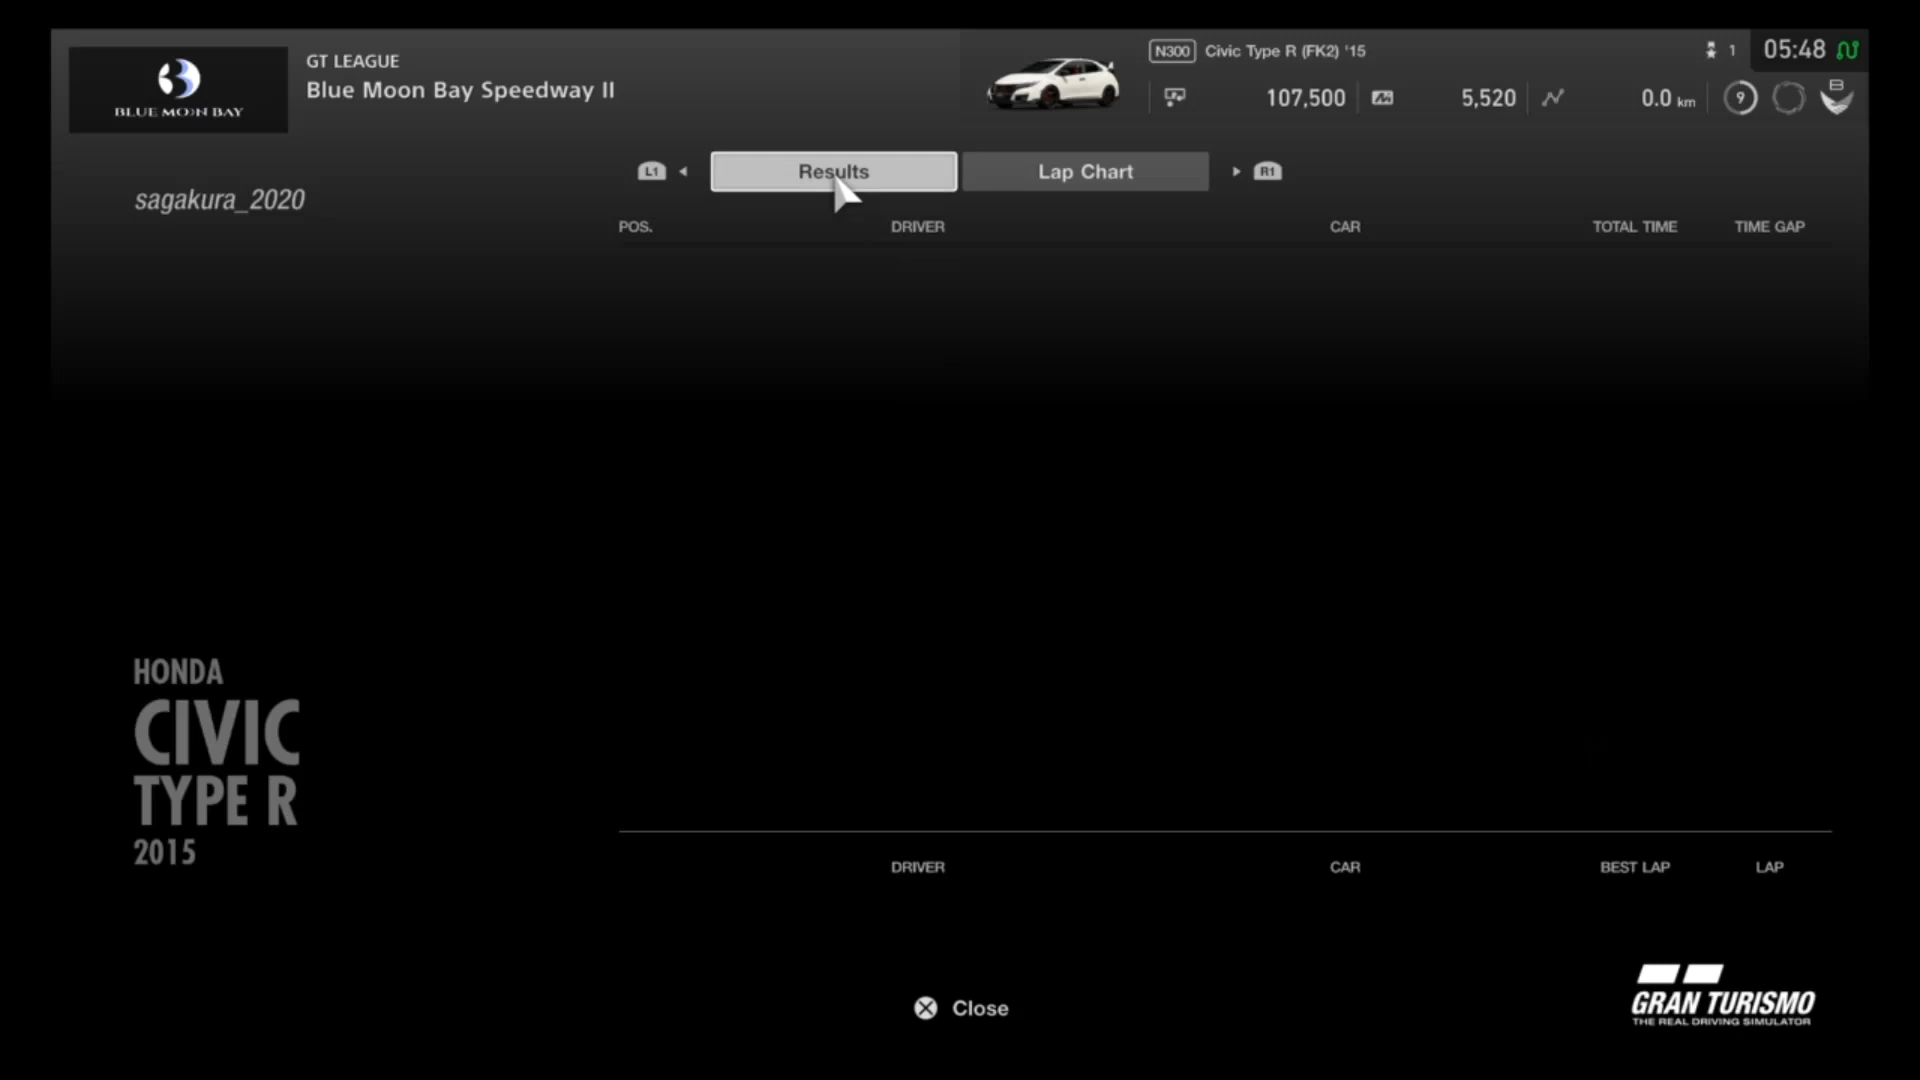 BLUE MOON BAY
GT LEAGUE
Blue Moon Bay Speedway II
N300 Civic Type R (FK2) '15
1
05:48
107,500
5,520
0.0 km
9
B
L1
Results
Lap Chart
R1
sagakura_2020
POS.
DRIVER
CAR
TOTAL TIME
TIME GAP
HONDA
CIVIC
TYPE R
2015
DRIVER
CAR
BEST LAP
LAP
Close
GRAN TURISMO
THE REAL DRIVING SIMULATOR